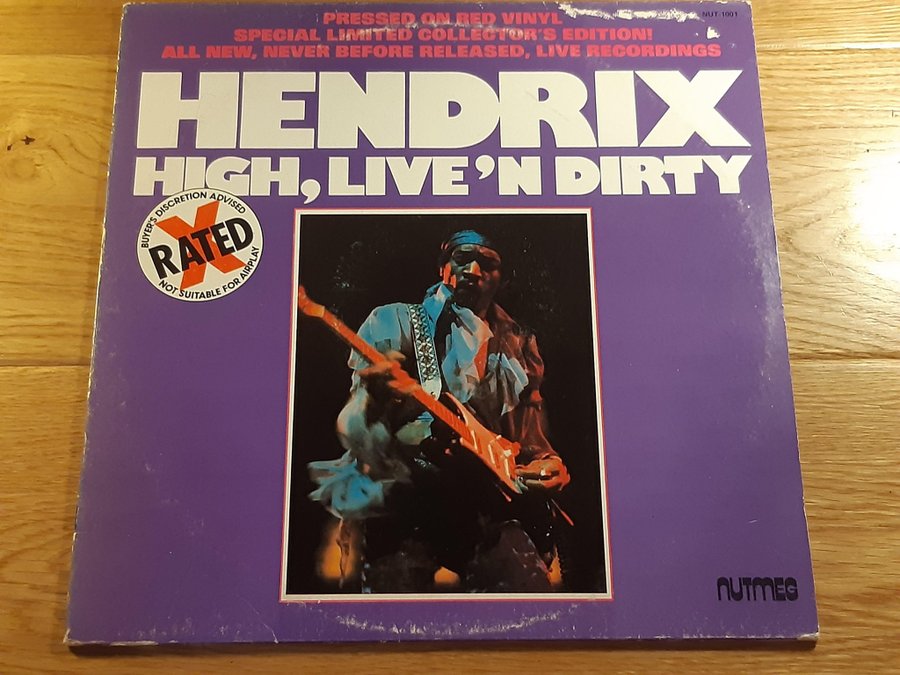 NUT-1001
PRESSED ON RED VINYL
SPECIAL LIMITED COLLECTOR'S EDITION!
ALL NEW, NEVER BEFORE RELEASED, LIVE RECORDINGS
HENDRIX
HIGH, LIVE 'N DIRTY
BUYER'S DISCRETION ADVISED
X
RATED
NOT SUITABLE FOR AIRPLAY
NUTMEG